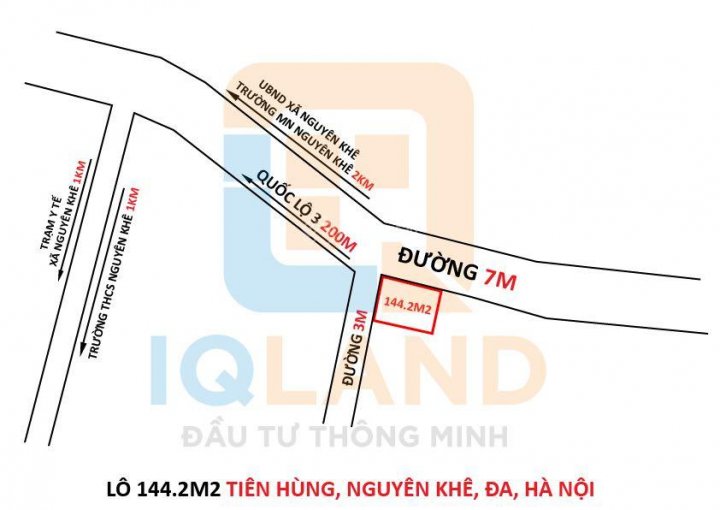 UBND XÃ NGUYÊN KHÊ
TRƯỜNG MN NGUYÊN KHÊ 2KM
QUỐC LỘ 3 200M
TRẠM Y TẾ
XÃ NGUYÊN KHÊ 1KM
TRƯỜNG THCS NGUYÊN KHÊ 1KM
ĐƯỜNG 7M
144.2M2
ĐƯỜNG 3M
IQLAND
ĐẦU TƯ THÔNG MINH
LÔ 144.2M2 TIÊN HÙNG, NGUYÊN KHÊ, ĐA, HÀ NỘI